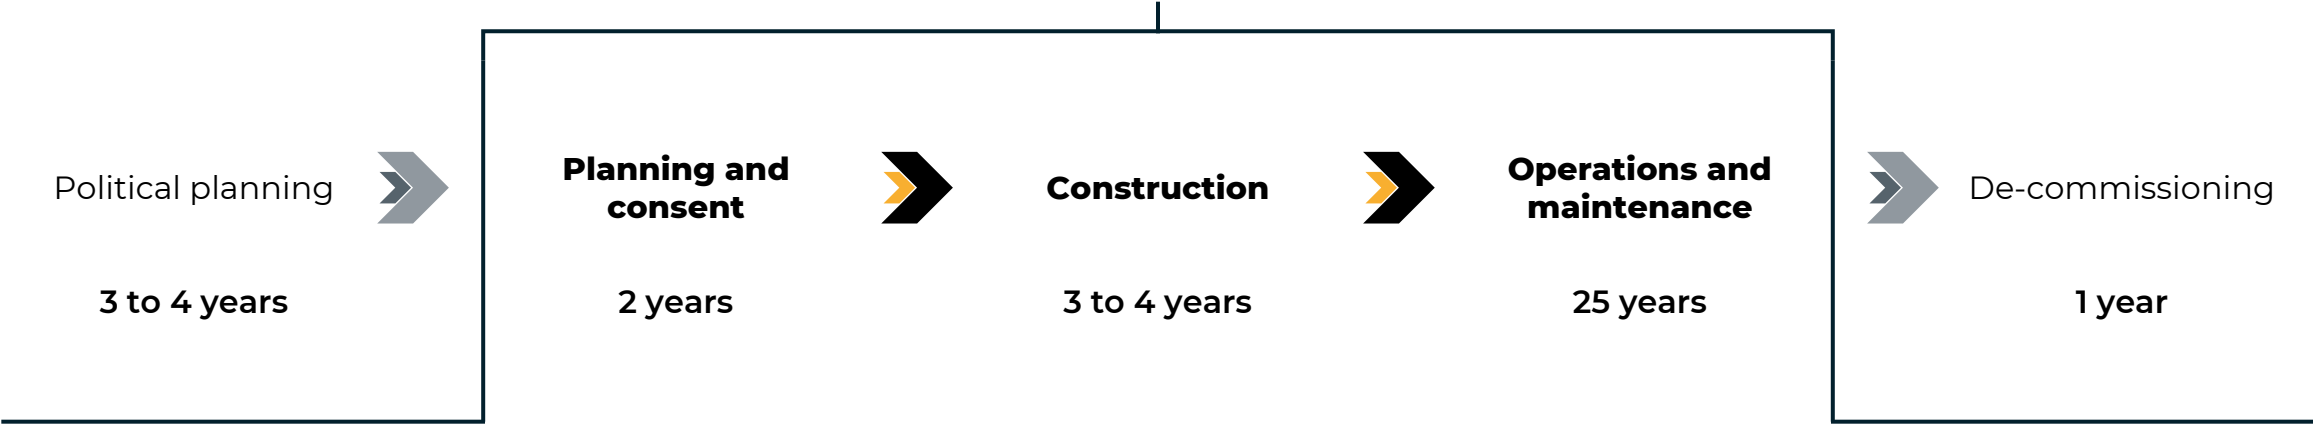 Political planning
3 to 4 years
Planning and
consent
2 years
Construction
3 to 4 years
Operations and
maintenance
25 years
De-commissioning
1 year